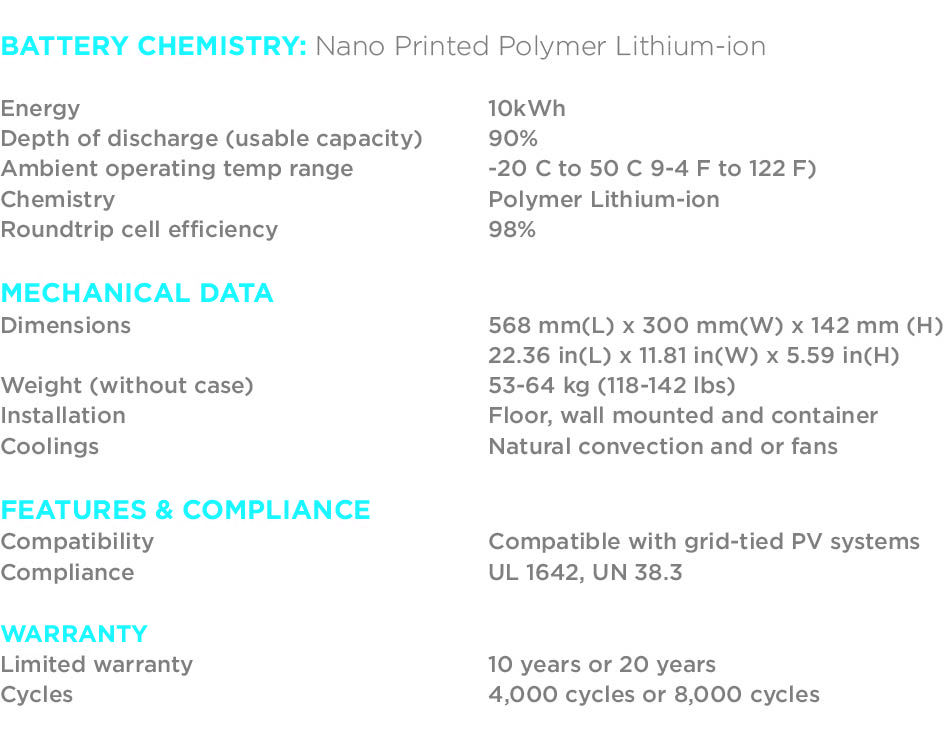 BATTERY CHEMISTRY: Nano Printed Polymer Lithium-ion
Energy 10kWh
Depth of discharge (usable capacity) 90%
Ambient operating temp range -20 C to 50 C 9-4 F to 122 F)
Chemistry Polymer Lithium-ion
Roundtrip cell efficiency 98%
MECHANICAL DATA
Dimensions 568 mm(L) x 300 mm(W) x 142 mm (H)
22.36 in(L) x 11.81 in(W) x 5.59 in(H)
Weight (without case) 53-64 kg (118-142 lbs)
Installation Floor, wall mounted and container
Coolings Natural convection and or fans
FEATURES & COMPLIANCE
Compatibility Compatible with grid-tied PV systems
Compliance UL 1642, UN 38.3
WARRANTY
Limited warranty 10 years or 20 years
Cycles 4,000 cycles or 8,000 cycles